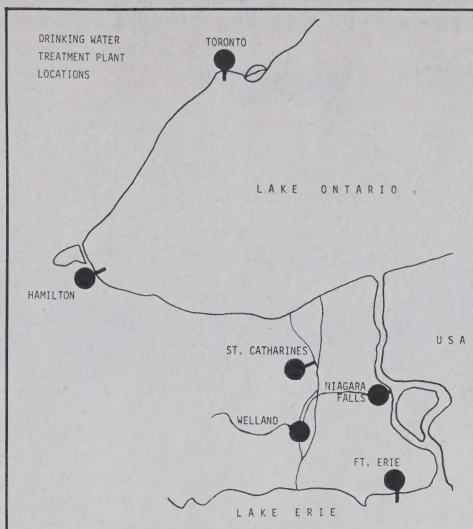 DRINKING WATER
TREATMENT PLANT
LOCATIONS
TORONTO
LAKE ONTARIO
HAMILTON
USA
ST. CATHARINES
NIAGARA
FALLS
WELLAND
FT. ERIE
LAKE ERIE